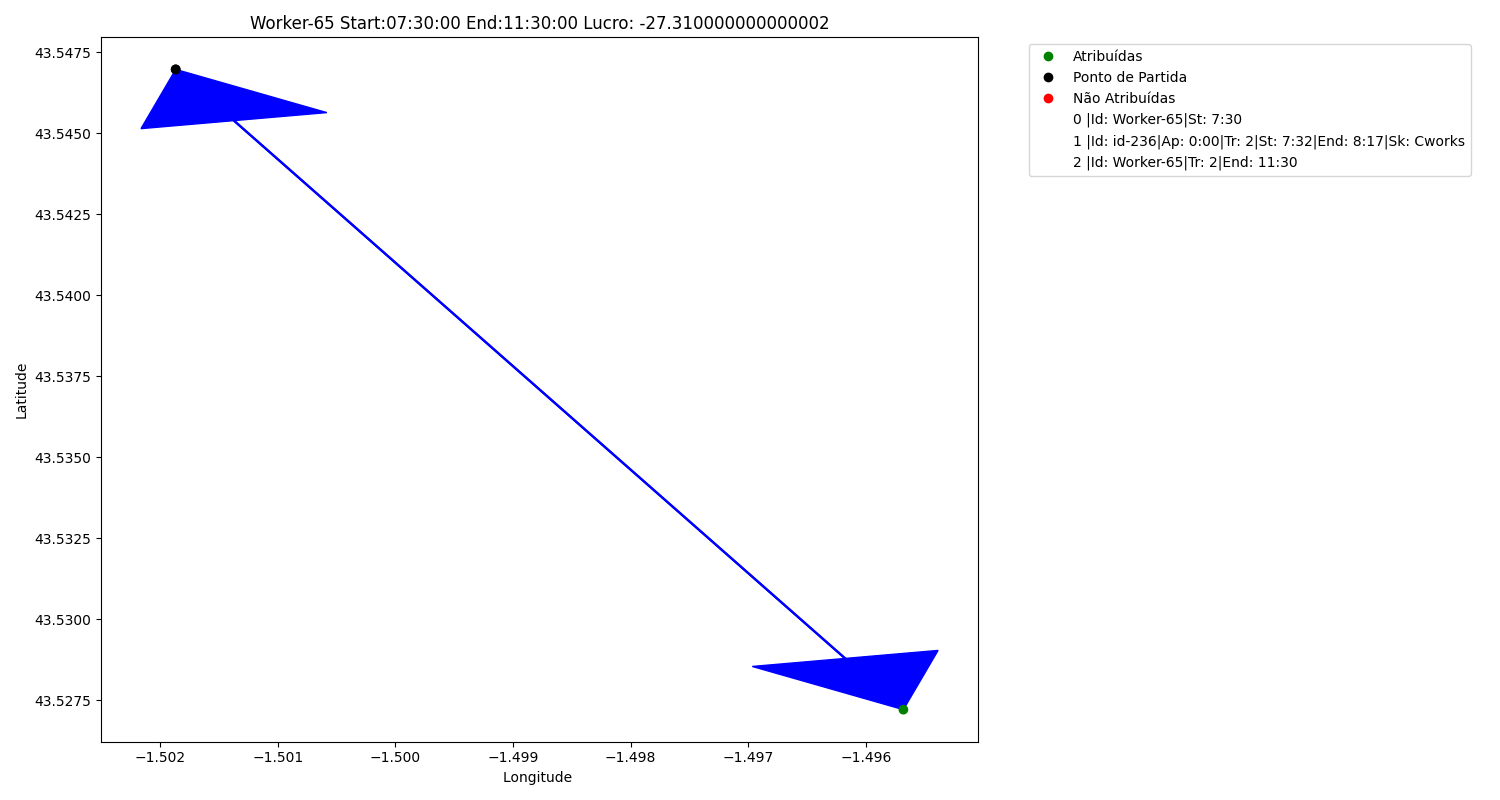 Worker-65 Start:07:30:00 End:11:30:00 Lucro: -27.310000000000002
43.5475
43.5450
43.5425
43.5400
43.5375
43.5350
43.5325
43.5300
43.5275
Latitude
−1.502
−1.501
−1.500
−1.499
−1.498
−1.497
−1.496
Longitude
Atribuídas
Ponto de Partida
Não Atribuídas
0 |Id: Worker-65|St: 7:30
1 |Id: id-236|Ap: 0:00|Tr: 2|St: 7:32|End: 8:17|Sk: Cworks
2 |Id: Worker-65|Tr: 2|End: 11:30